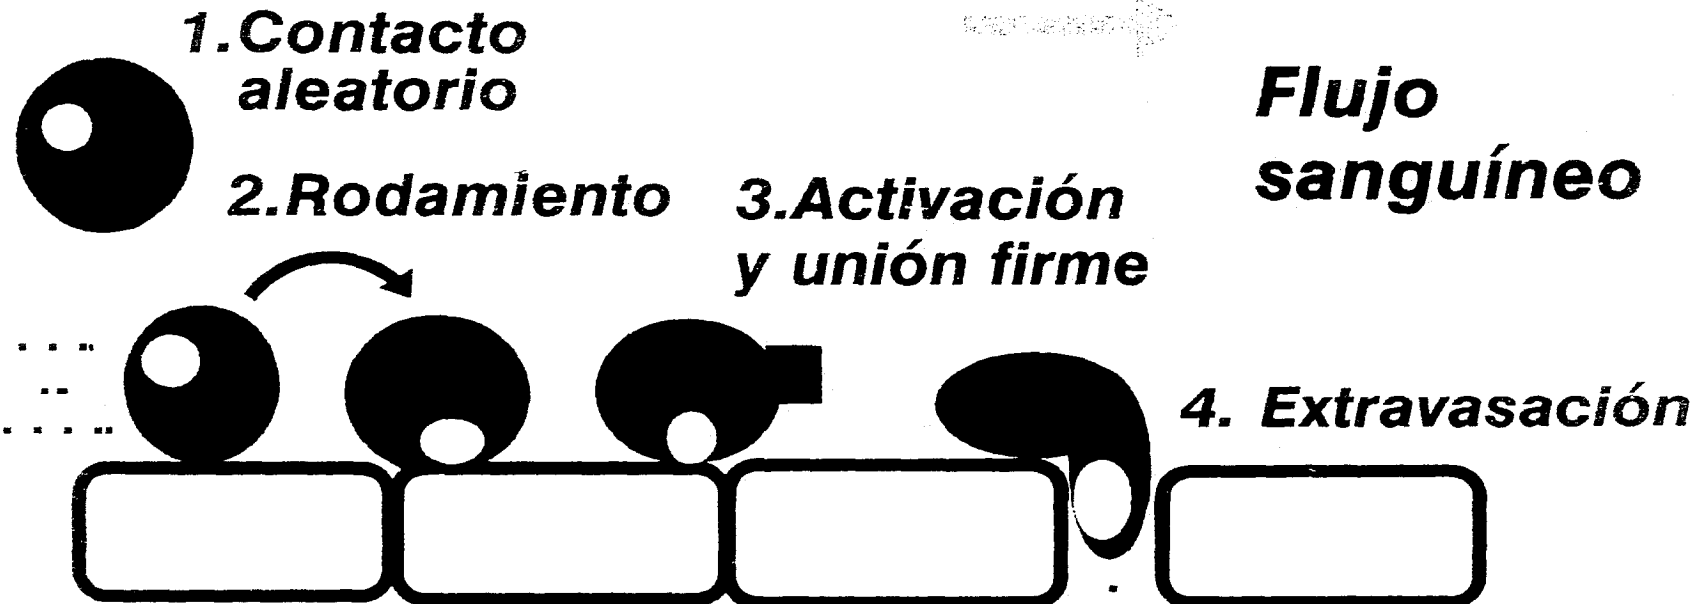 1.Contacto
aleatorio
Flujo
sanguíneo
2.Rodamiento
3.Activación
y unión firme
4. Extravasación